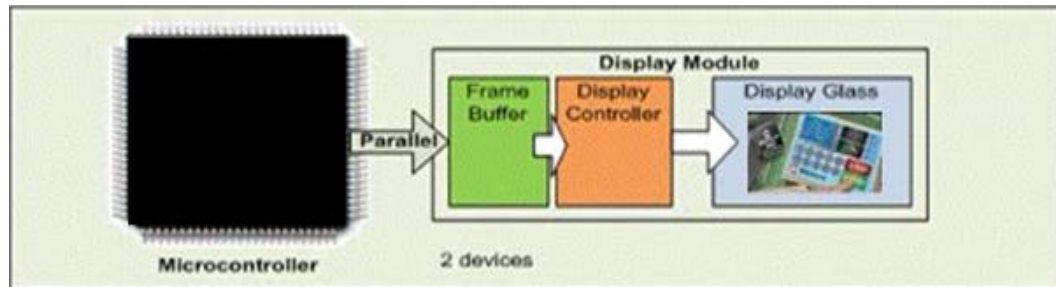 Display Module
Frame
Buffer
Display
Controller
Display Glass
Parallel
Microcontroller
2 devices